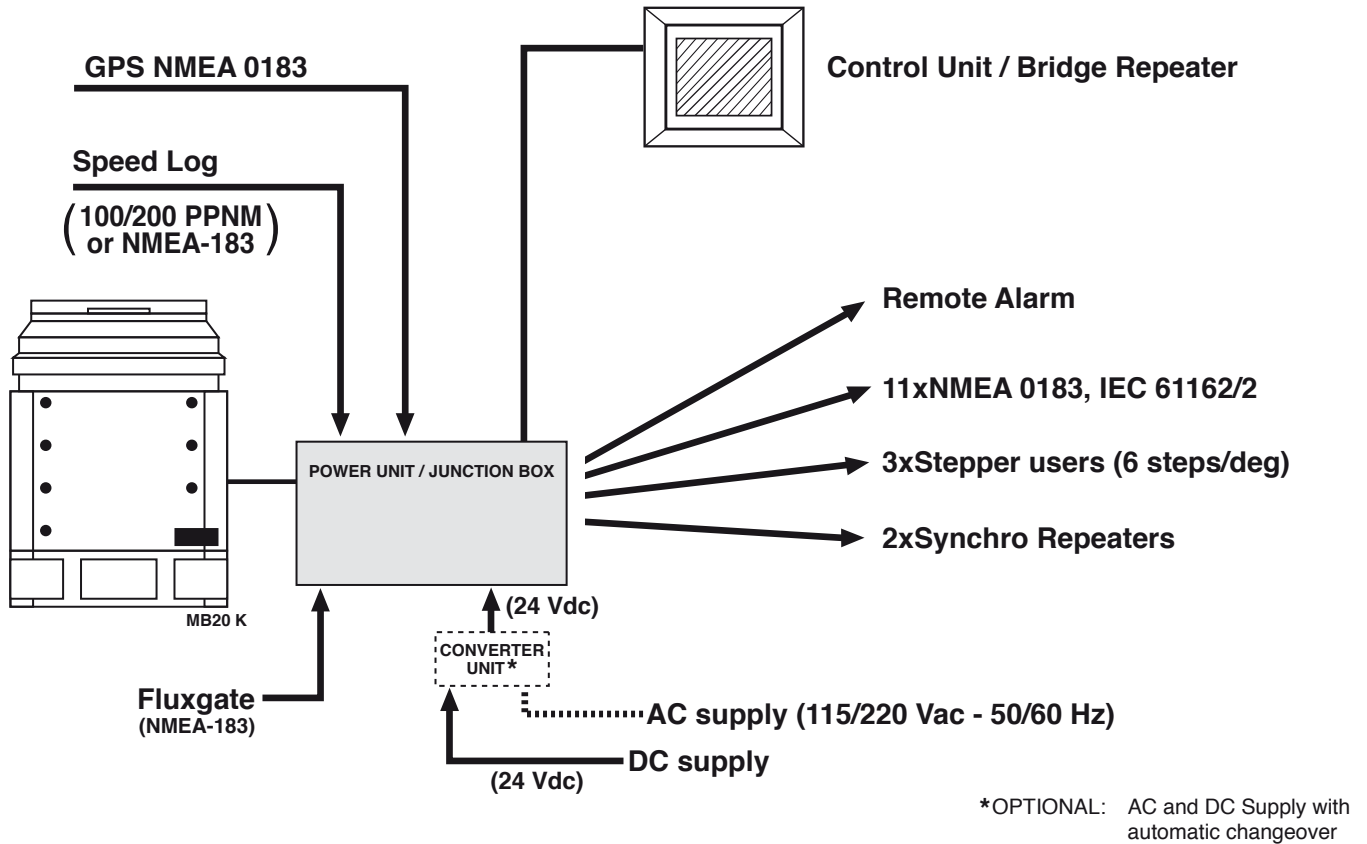 GPS NMEA 0183
Control Unit / Bridge Repeater
Speed Log
(100/200 PPNM
or NMEA-183)
Remote Alarm
11xNMEA 0183, IEC 61162/2
POWER UNIT / JUNCTION BOX
3xStepper users (6 steps/deg)
2xSynchro Repeaters
MB20 K
(24 Vdc)
CONVERTER
UNIT*
Fluxgate
(NMEA-183)
AC supply (115/220 Vac - 50/60 Hz)
DC supply
(24 Vdc)
*OPTIONAL: AC and DC Supply with
automatic changeover